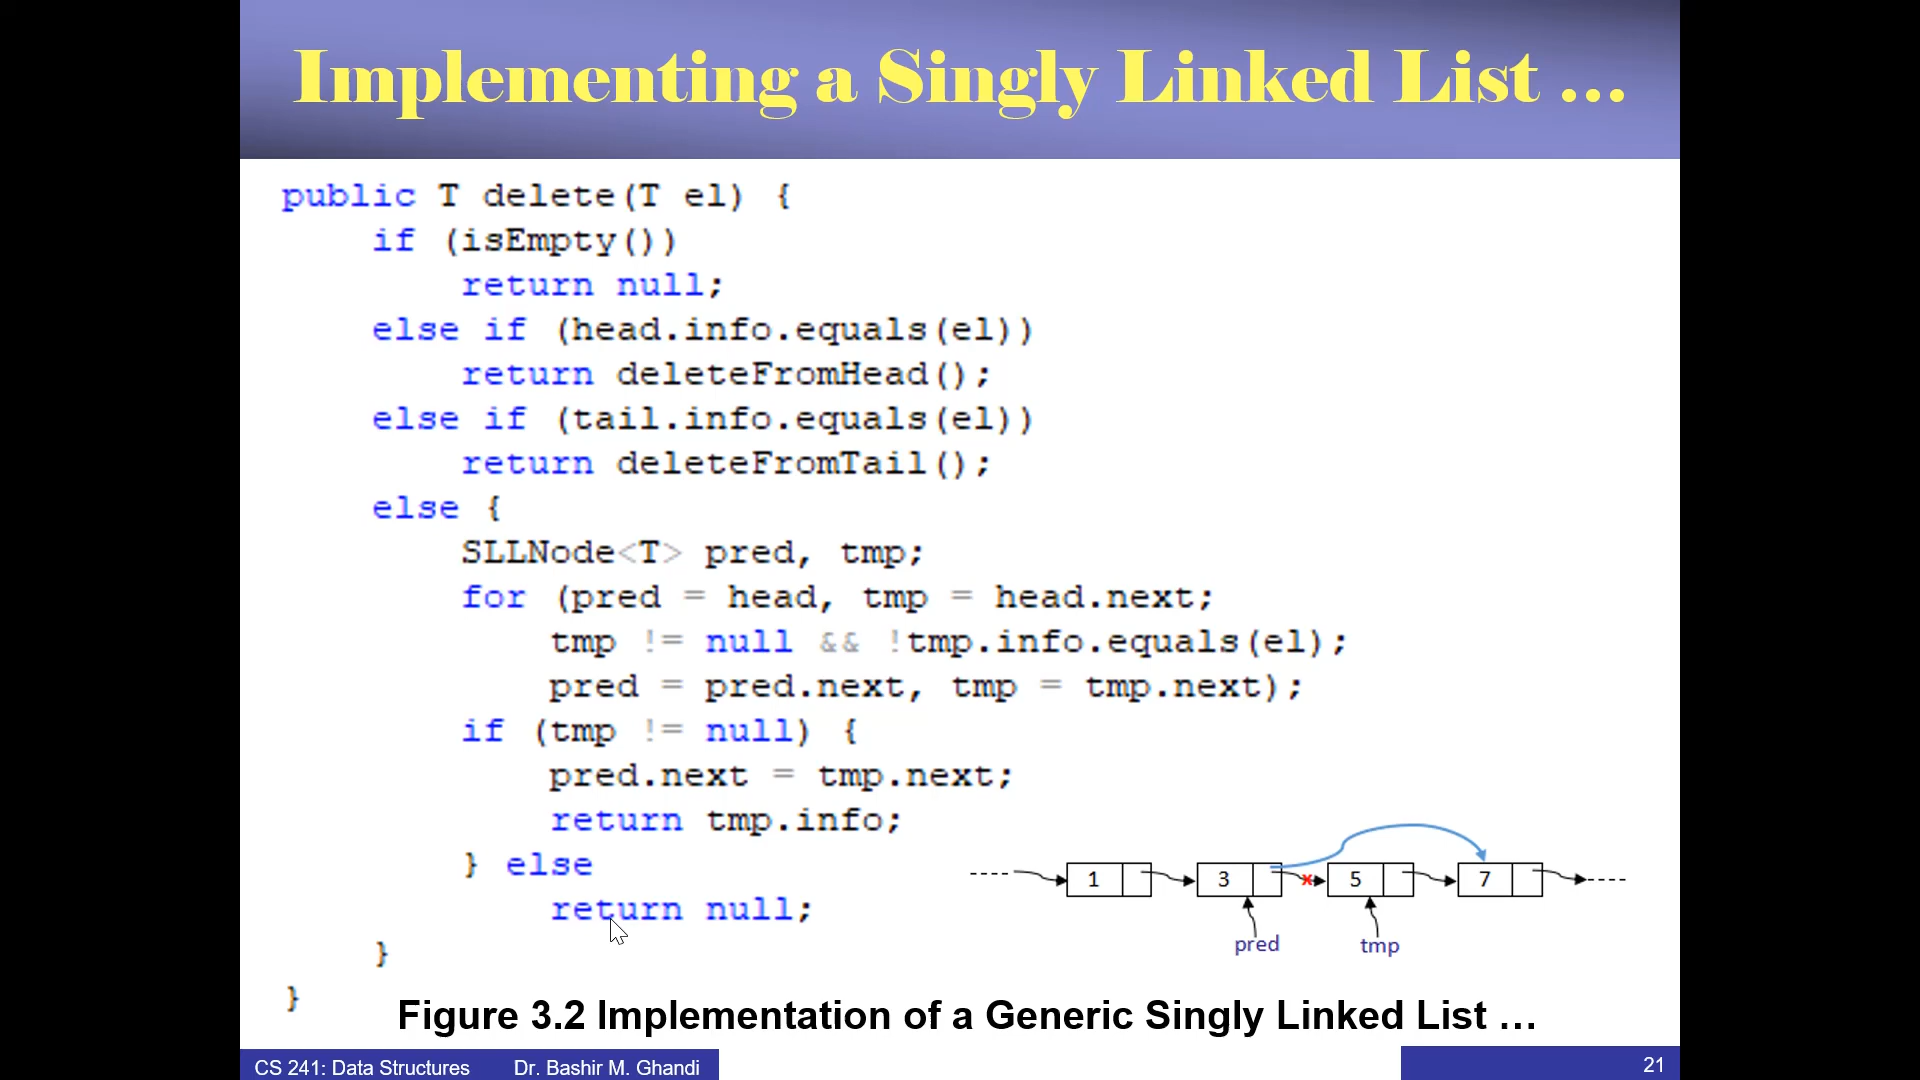 Implementing a Singly Linked List ...
public T delete(T el) {
if (isEmpty())
return null;
else if (head.info.equals(el))
return deleteFromHead();
else if (tail.info.equals(el))
return deleteFromTail();
else {
SLLNode<T> pred, tmp;
for (pred = head, tmp = head.next;
tmp != null && !tmp.info.equals(el);
pred = pred.next, tmp = tmp.next);
if (tmp != null) {
pred.next = tmp.next;
return tmp.info;
} else
return null;
}
}
1 3 5 7
pred tmp
Figure 3.2 Implementation of a Generic Singly Linked List ...
CS 241: Data Structures Dr. Bashir M. Ghandi 21